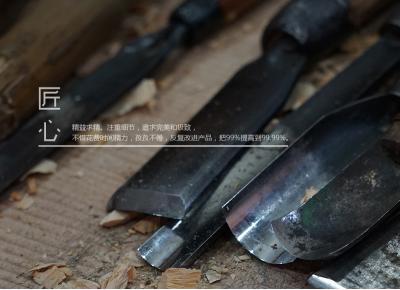 匠
心
精益求精。注重细节，追求完美和极致，
不惜花费时间精力，孜孜不倦，反复改进产品，把99%提高到99.99%。